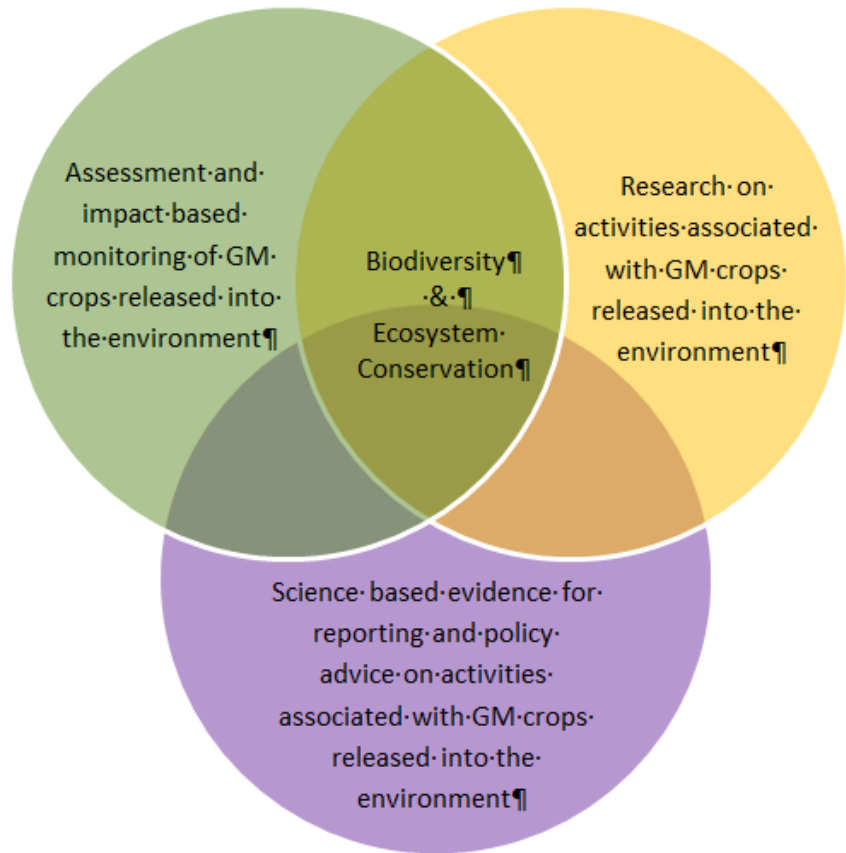 Assessment·and·
impact·based·
monitoring·of·GM·
crops·released·into·
the·environment¶
Biodiversity¶
·&·¶
Ecosystem·
Conservation¶
Research·on·
activities·associated·
with·GM·crops·
released·into·the·
environment¶
Science·based·evidence·for·
reporting·and·policy·
advice·on·activities·
associated·with·GM·crops·
released·into·the·
environment¶